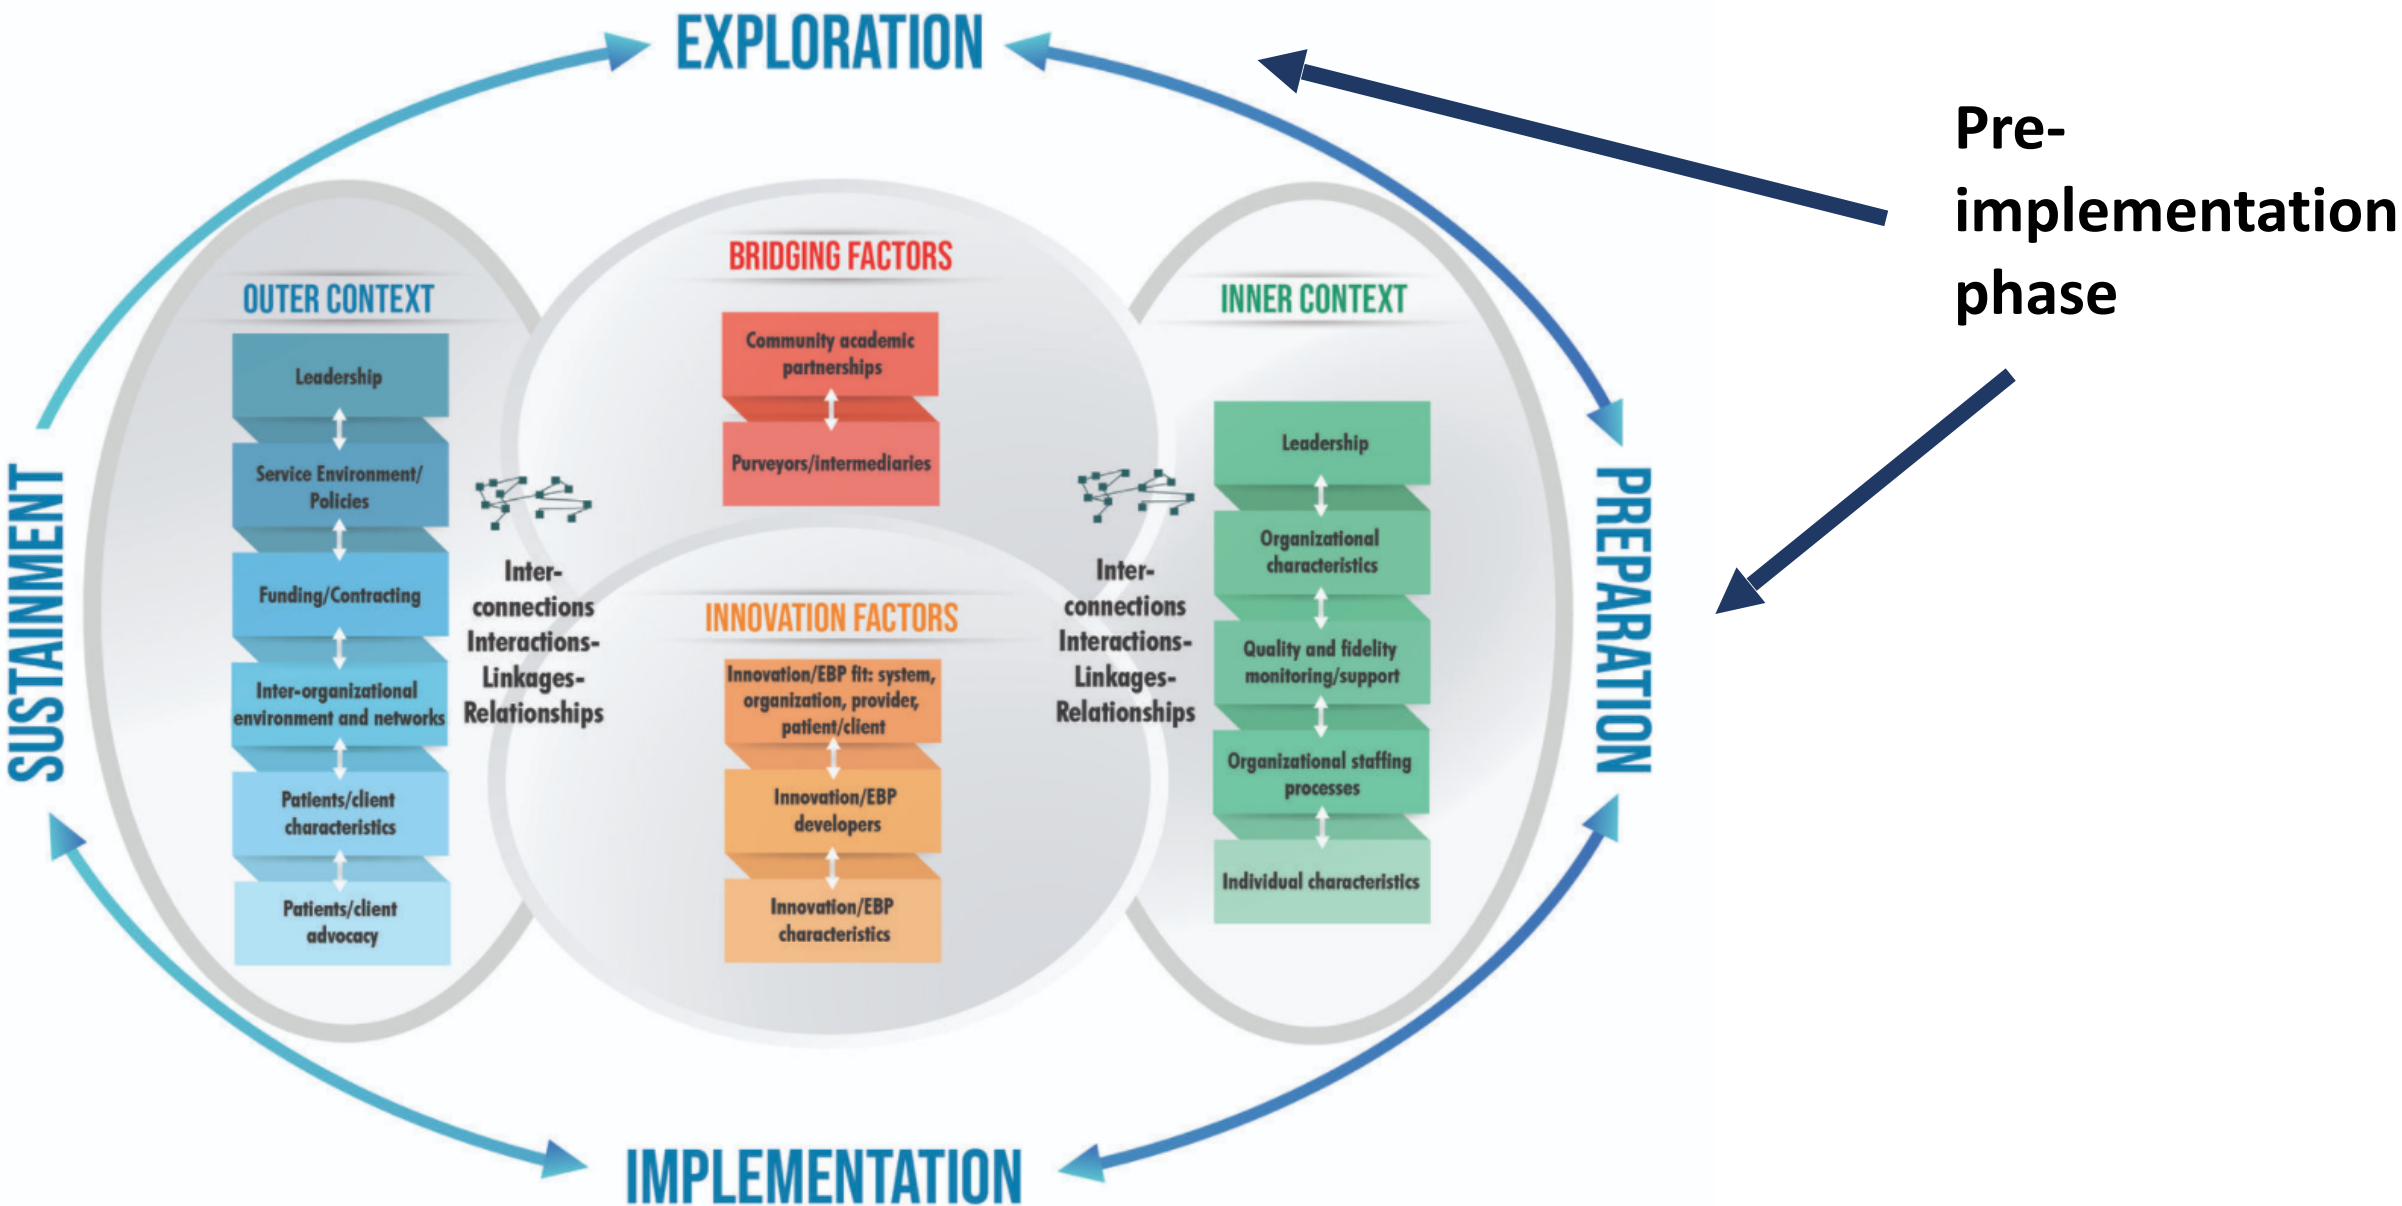 EXPLORATION
Pre-
implementation
phase
SUSTAINMENT
OUTER CONTEXT
Leadership
Service Environment/
Policies
Funding/Contracting
Inter-organizational
environment and networks
Patients/client
characteristics
Patients/client
advocacy
Inter-
connections
Interactions-
Linkages-
Relationships
BRIDGING FACTORS
Community academic
partnerships
Purveyors/intermediaries
INNOVATION FACTORS
Innovation/EBP fit: system,
organization, provider,
patient/client
Innovation/EBP
developers
Innovation/EBP
characteristics
Inter-
connections
Interactions-
Linkages-
Relationships
INNER CONTEXT
Leadership
Organizational
characteristics
Quality and fidelity
monitoring/support
Organizational staffing
processes
Individual characteristics
PREPARATION
IMPLEMENTATION